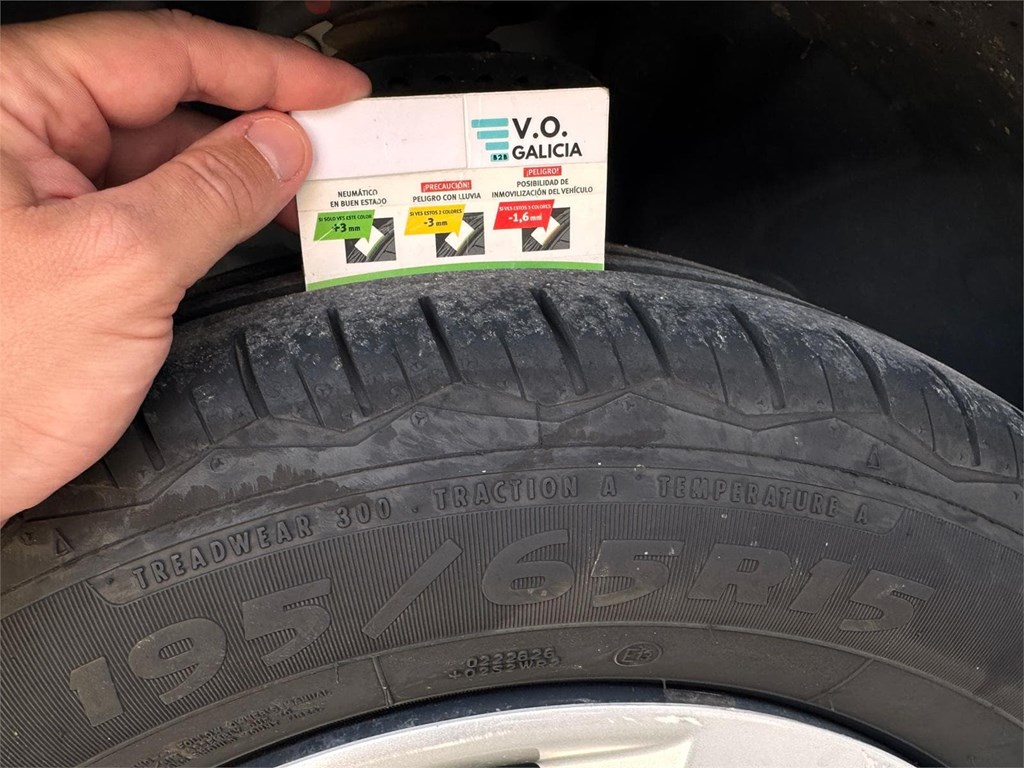 V.O.
GALICIA
B2B
NEUMÁTICO
EN BUEN ESTADO
SI SOLO VES ESTE COLOR
+3 mm
¡PRECAUCIÓN!
PELIGRO CON LLUVIA
SI VES ESTOS 2 COLORES
-3 mm
¡PELIGRO!
POSIBILIDAD DE
INMOVILIZACIÓN DEL VEHÍCULO
SI VES ESTOS 3 COLORES
-1,6 mm
TREADWEAR 300 . TRACTION A . TEMPERATURE A
195/65R15
0222826